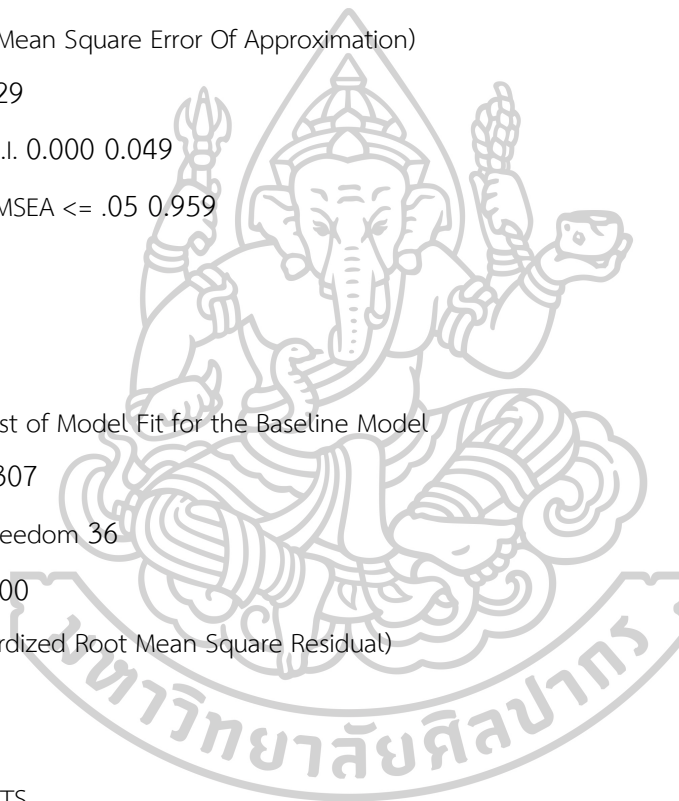 Mean Square Error Of Approximation)
29
.I. 0.000 0.049
MSEA <= .05 0.959
st of Model Fit for the Baseline Model
307
eedom 36
00
rdized Root Mean Square Residual)
มหาวิทยาลัยศิลปากร
TS